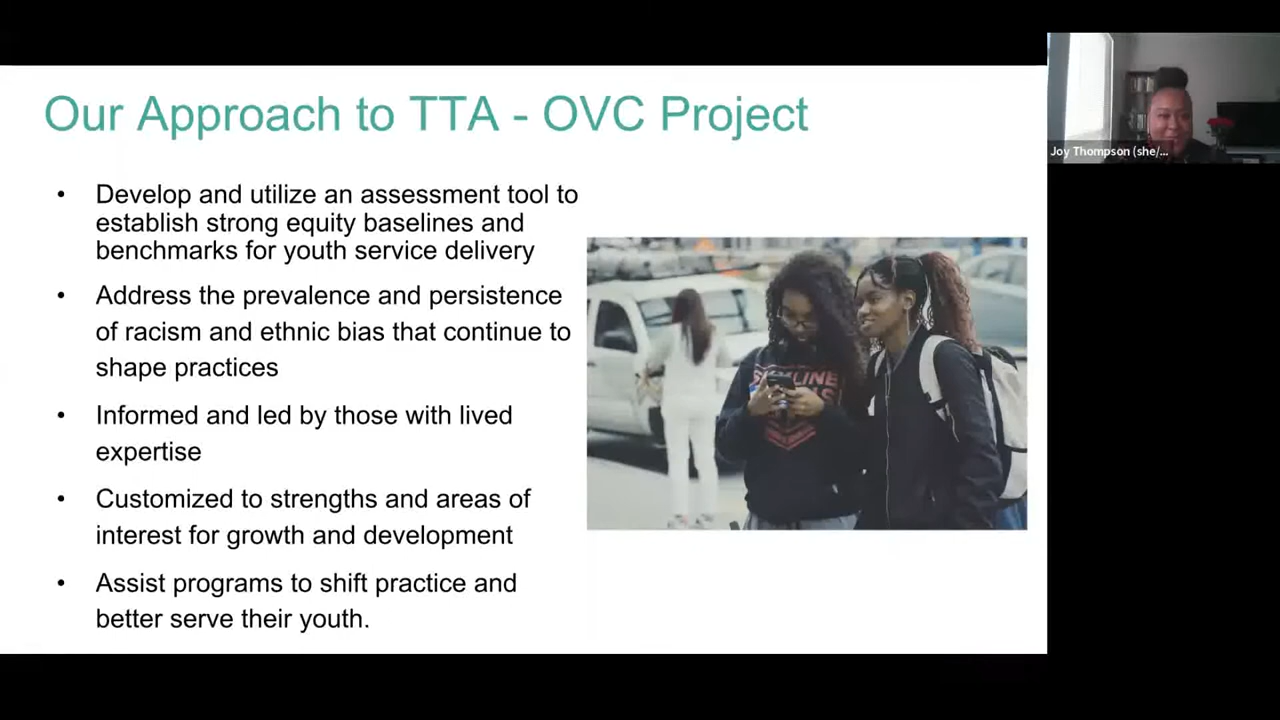 Our Approach to TTA - OVC Project
• Develop and utilize an assessment tool to
establish strong equity baselines and
benchmarks for youth service delivery
• Address the prevalence and persistence
of racism and ethnic bias that continue to
shape practices
• Informed and led by those with lived
expertise
• Customized to strengths and areas of
interest for growth and development
• Assist programs to shift practice and
better serve their youth.
Joy Thompson (she/...